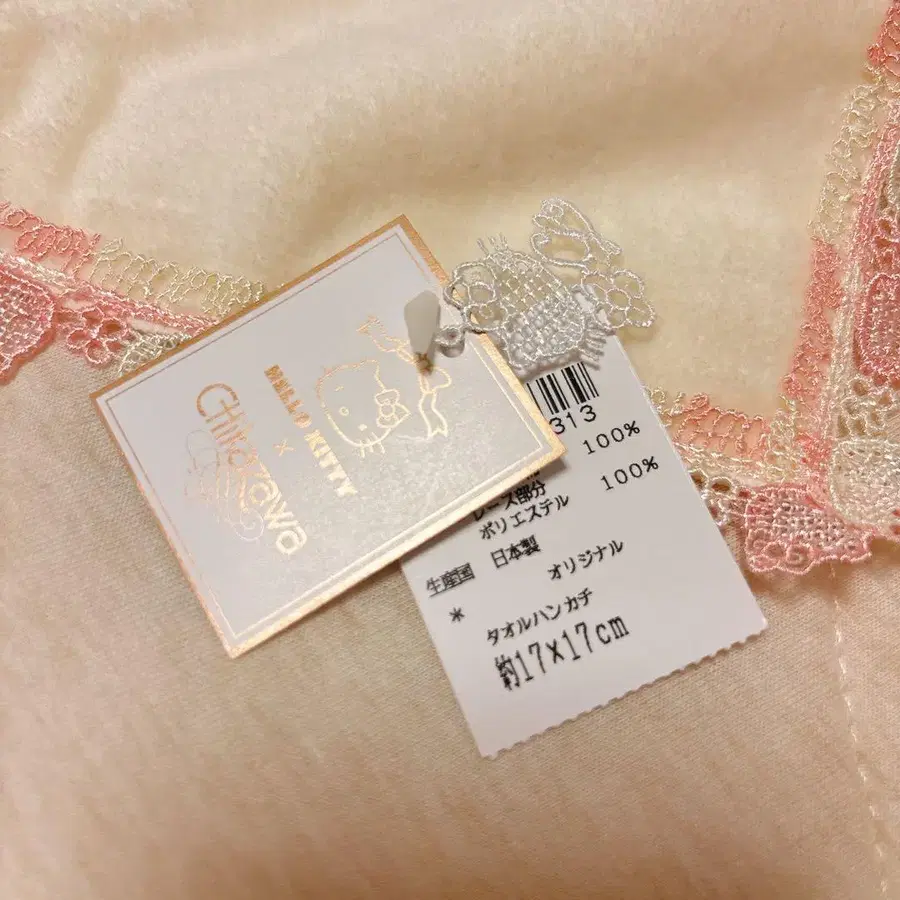 HELLO KITTY
×
Chiikawa
313
100%
レース部分
ポリエステル 100%
生産国 日本製
オリジナル
*
タオルハンカチ
約17×17cm